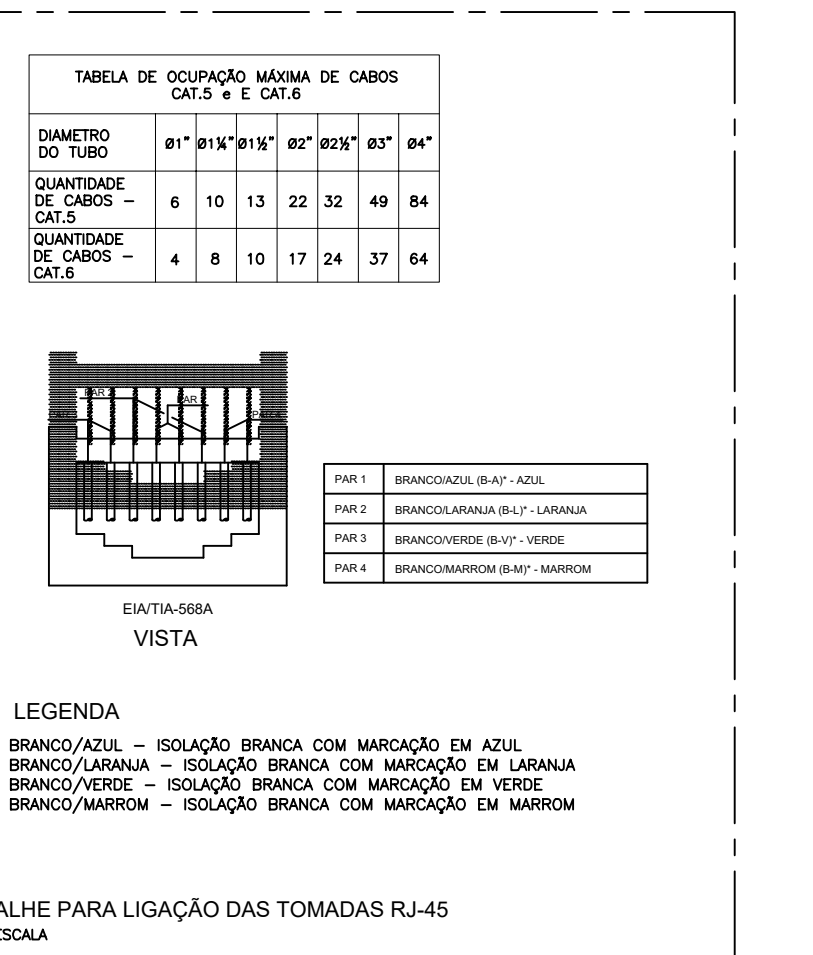 TABELA DE OCUPAÇÃO MÁXIMA DE CABOS
CAT.5 e E CAT.6
DIAMETRO
DO TUBO
Ø1" Ø1¼" Ø1½" Ø2" Ø2½" Ø3" Ø4"
QUANTIDADE
DE CABOS –
CAT.5
6 10 13 22 32 49 84
QUANTIDADE
DE CABOS –
CAT.6
4 8 10 17 24 37 64
PAR 2
PAR
PAR 1 BRANCO/AZUL (B-A)* - AZUL
PAR 2 BRANCO/LARANJA (B-L)* - LARANJA
PAR 3 BRANCO/VERDE (B-V)* - VERDE
PAR 4 BRANCO/MARROM (B-M)* - MARROM
EIA/TIA-568A
VISTA
LEGENDA
BRANCO/AZUL – ISOLAÇÃO BRANCA COM MARCAÇÃO EM AZUL
BRANCO/LARANJA – ISOLAÇÃO BRANCA COM MARCAÇÃO EM LARANJA
BRANCO/VERDE – ISOLAÇÃO BRANCA COM MARCAÇÃO EM VERDE
BRANCO/MARROM – ISOLAÇÃO BRANCA COM MARCAÇÃO EM MARROM
ALHE PARA LIGAÇÃO DAS TOMADAS RJ-45
ESCALA